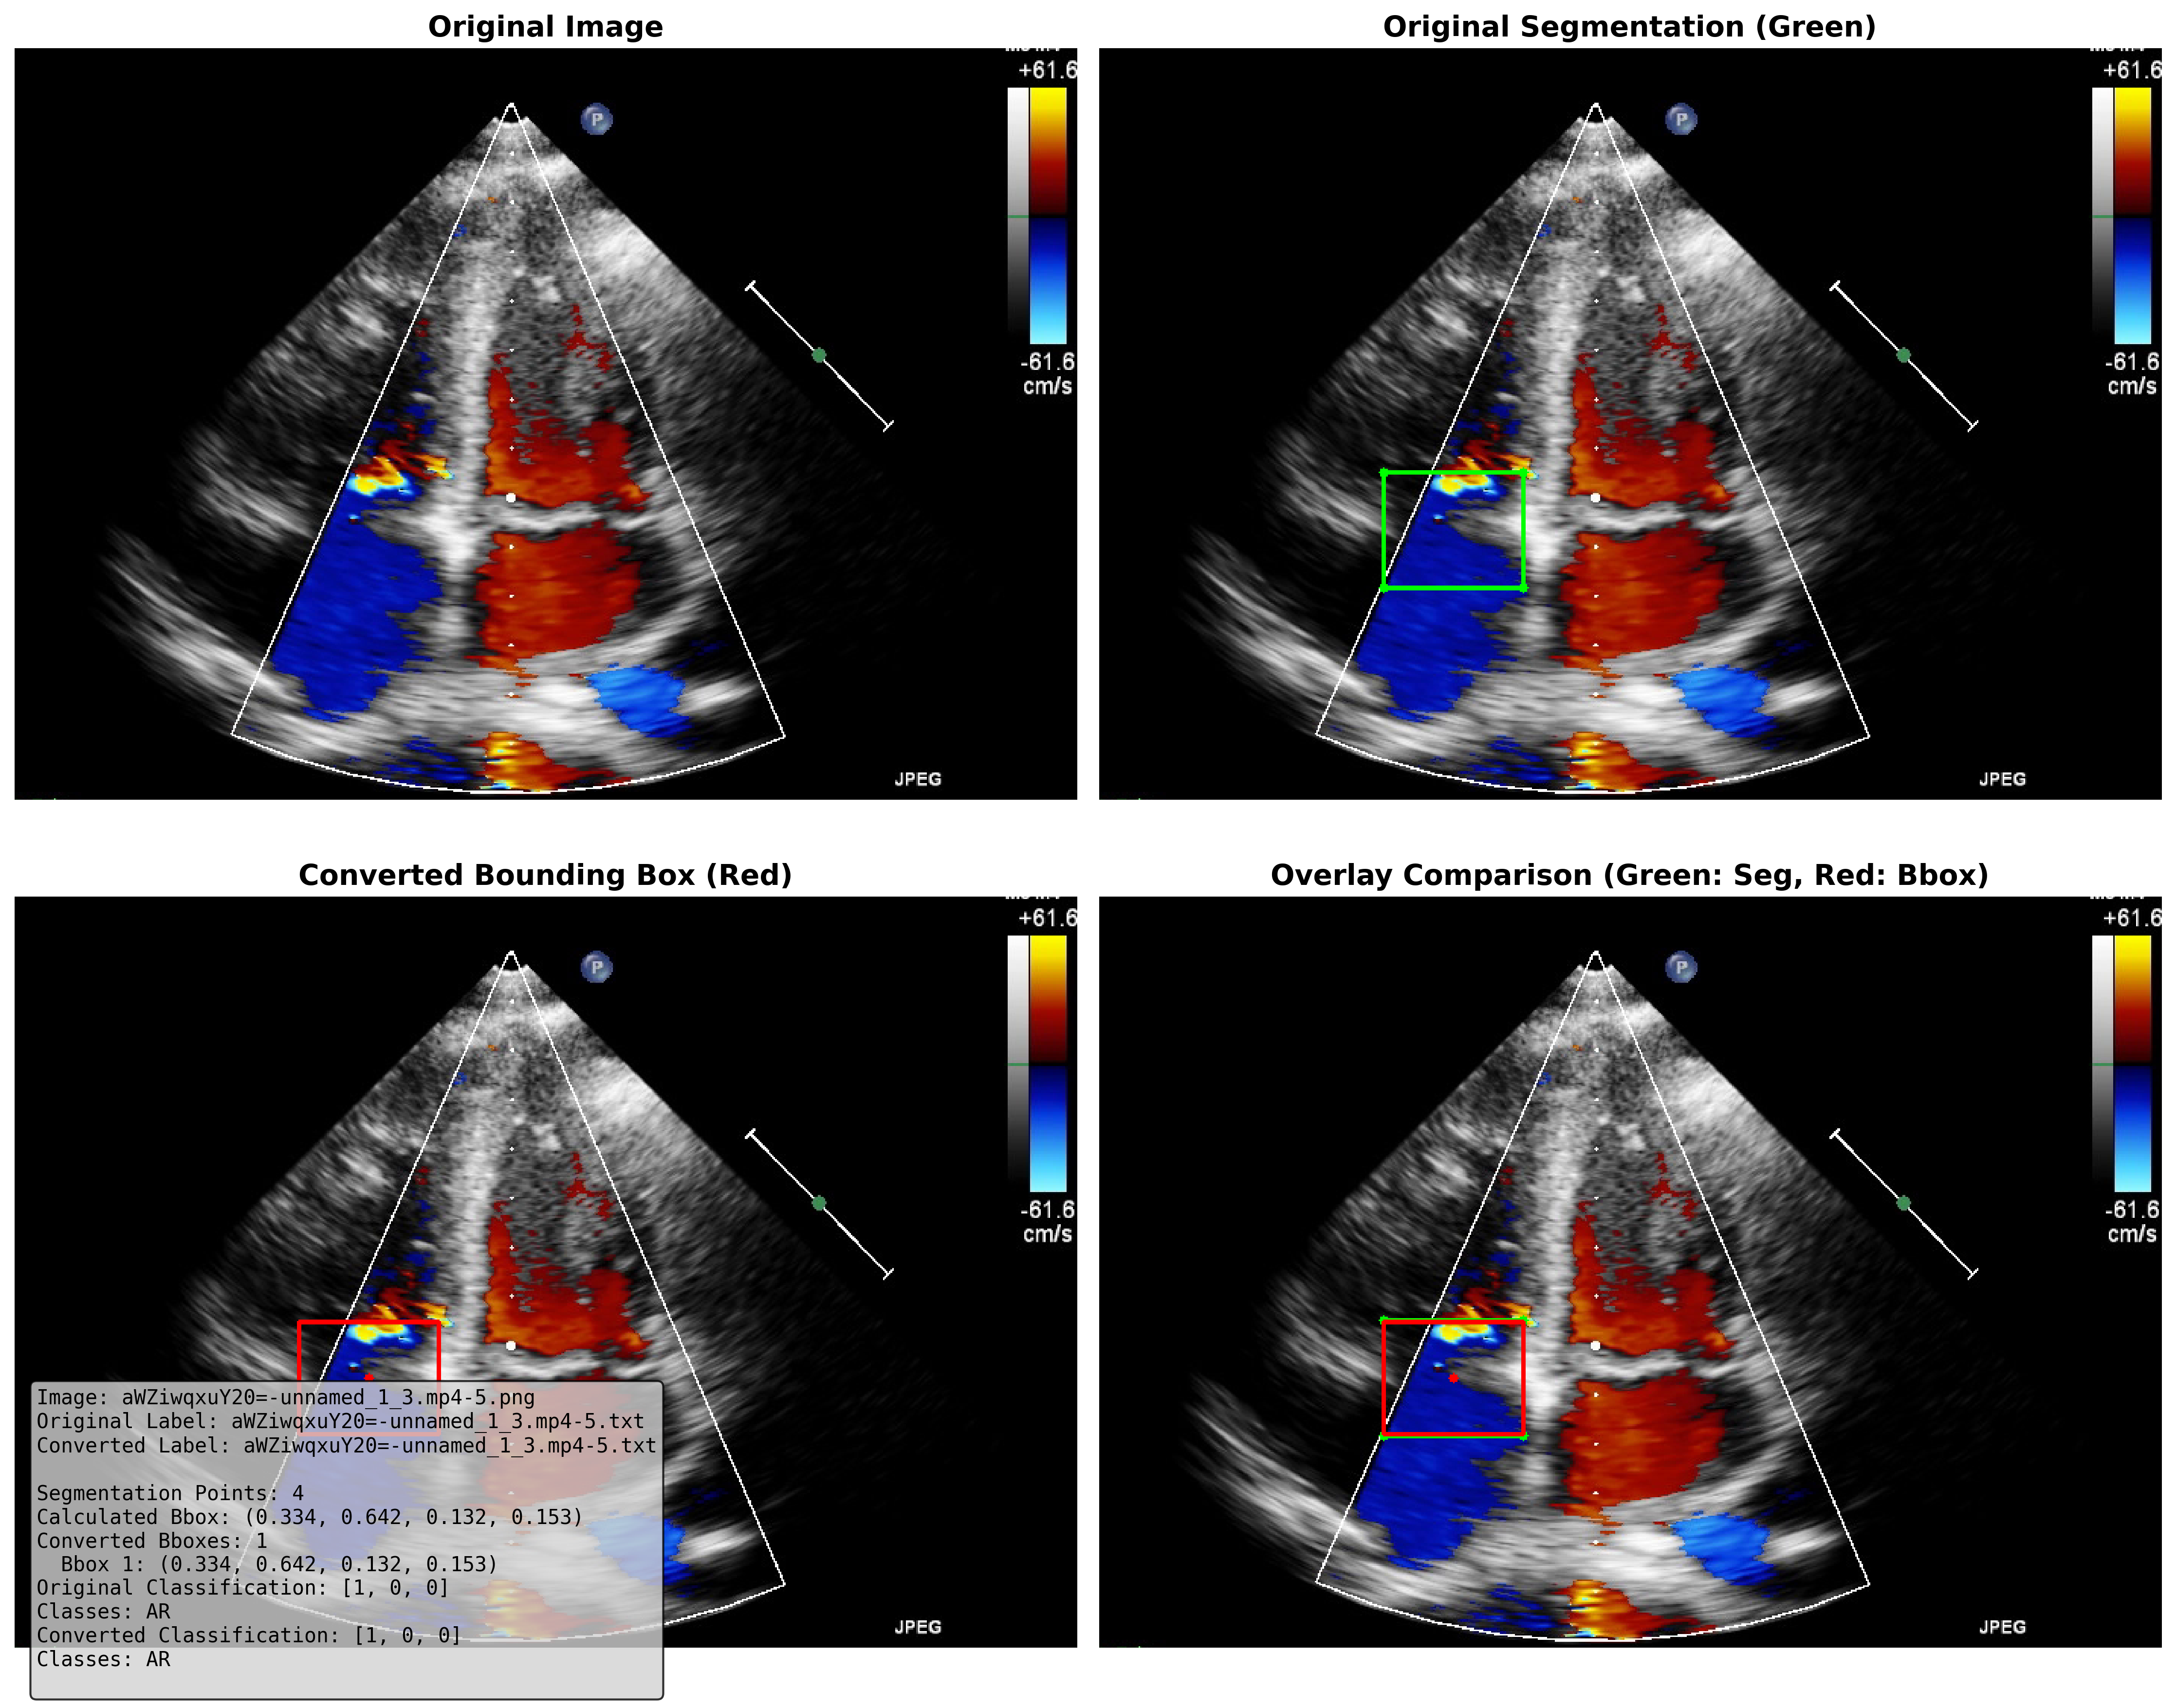 Original Image
Original Segmentation (Green)
+61.6
-61.6
cm/s
P
JPEG
+61.6
-61.6
cm/s
P
JPEG
Converted Bounding Box (Red)
Overlay Comparison (Green: Seg, Red: Bbox)
+61.6
-61.6
cm/s
P
JPEG
+61.6
-61.6
cm/s
P
JPEG
Image: aWZiwqxuY20=-unnamed_1_3.mp4-5.png
Original Label: aWZiwqxuY20=-unnamed_1_3.mp4-5.txt
Converted Label: aWZiwqxuY20=-unnamed_1_3.mp4-5.txt
Segmentation Points: 4
Calculated Bbox: (0.334, 0.642, 0.132, 0.153)
Converted Bboxes: 1
Bbox 1: (0.334, 0.642, 0.132, 0.153)
Original Classification: [1, 0, 0]
Classes: AR
Converted Classification: [1, 0, 0]
Classes: AR